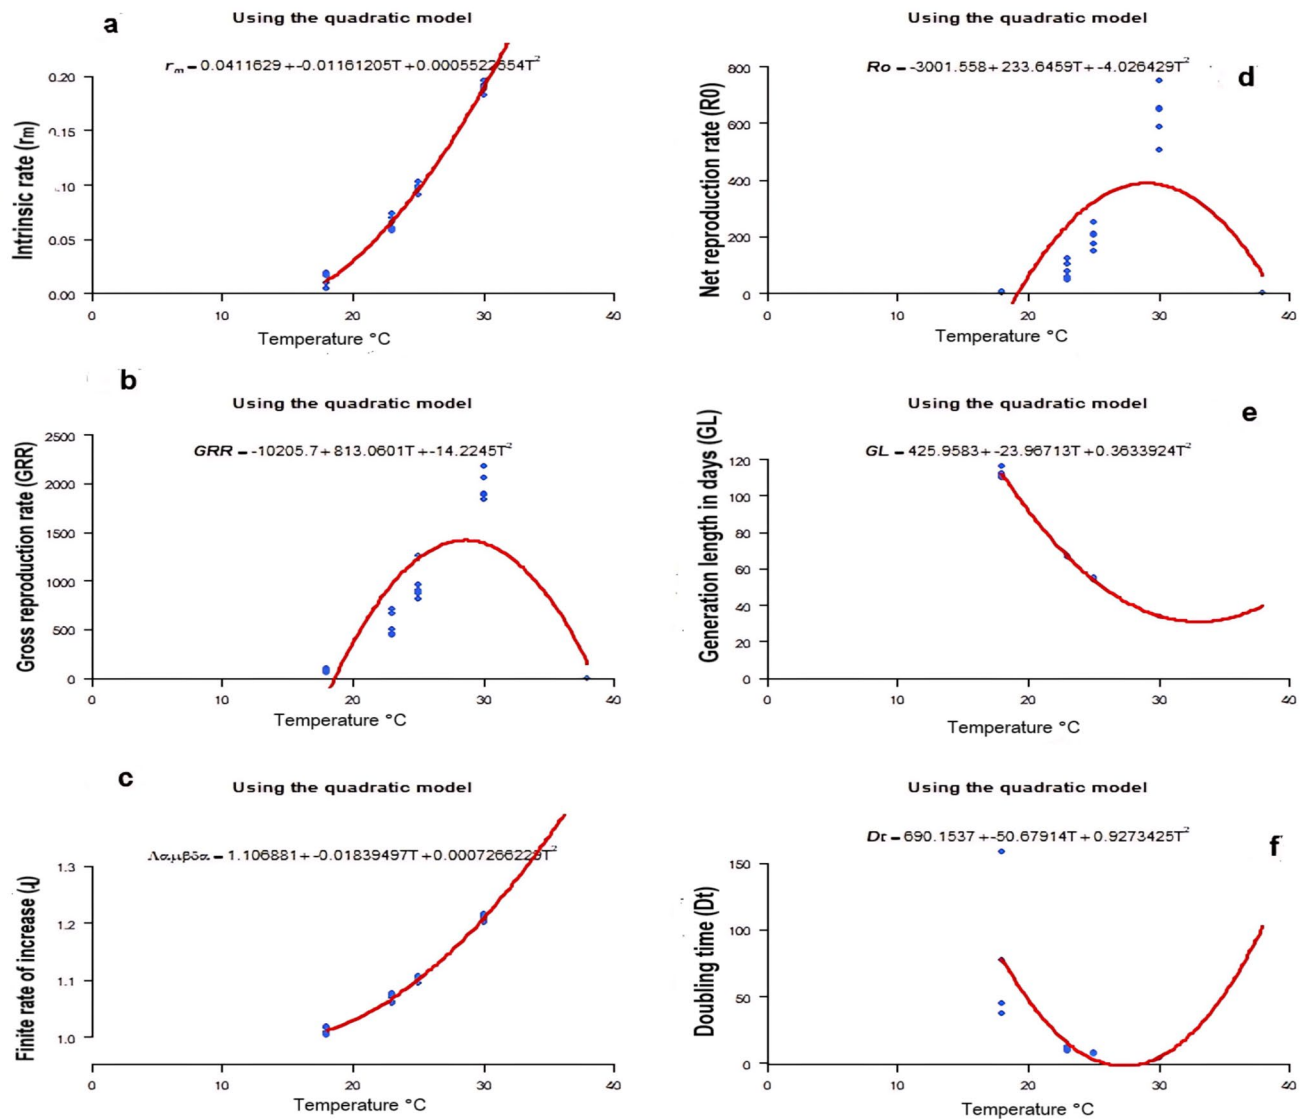 a
Using the quadratic model
r_m = 0.0411629 + -0.01161205T + 0.0005522554T²
Intrinsic rate (rm)
0.20
0.15
0.10
0.05
0.00
0 10 20 30 40
Temperature °C
b
Using the quadratic model
GRR = -10205.7 + 813.0601T + -14.2245T²
Gross reproduction rate (GRR)
2500
2000
1500
1000
500
0
0 10 20 30 40
Temperature °C
c
Using the quadratic model
Λαμβδα = 1.106881 + -0.01839497T + 0.0007266229T²
Finite rate of increase (λ)
1.3
1.2
1.1
1.0
0 10 20 30 40
Temperature °C
Using the quadratic model
d
Ro = -3001.558 + 233.6459T + -4.026429T²
Net reproduction rate (R0)
800
600
400
200
0
0 10 20 30 40
Temperature °C
Using the quadratic model
e
GL = 425.9583 + -23.96713T + 0.3633924T²
Generation length in days (GL)
120
100
80
60
40
20
0
0 10 20 30 40
Temperature °C
Using the quadratic model
f
Dt = 690.1537 + -50.67914T + 0.9273425T²
Doubling time (Dt)
150
100
50
0
0 10 20 30 40
Temperature °C